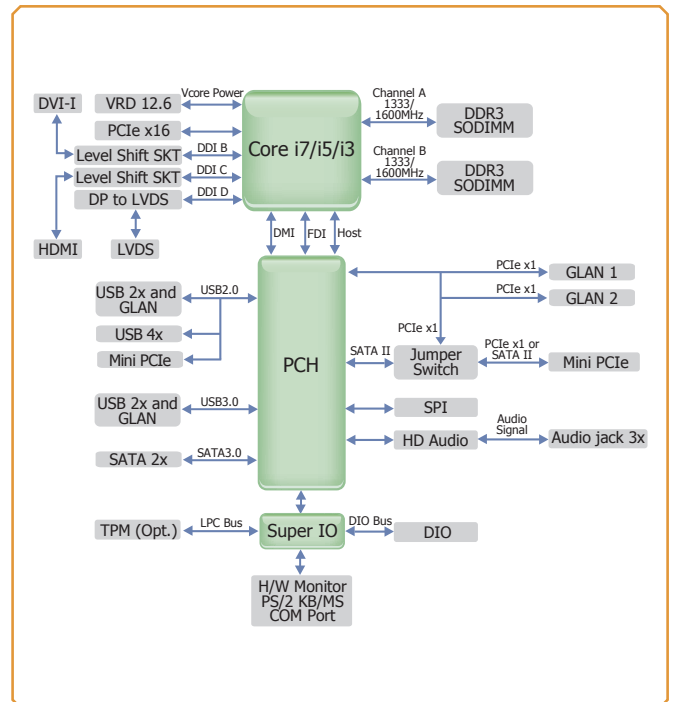 Vcore Power
DVI-I
VRD 12.6
PCIe x16
DDI B
Level Shift SKT
DDI C
Level Shift SKT
DDI D
DP to LVDS
HDMI
LVDS
Core i7/i5/i3
Channel A
1333/
1600MHz
DDR3
SODIMM
Channel B
1333/
1600MHz
DDR3
SODIMM
DMI
FDI
Host
USB 2x and
GLAN
USB2.0
USB 4x
Mini PCIe
USB 2x and
GLAN
USB3.0
SATA 2x
SATA3.0
PCH
PCIe x1
GLAN 1
PCIe x1
GLAN 2
PCIe x1
SATA II
Jumper
Switch
PCIe x1 or
SATA II
Mini PCIe
SPI
HD Audio
Audio
Signal
Audio jack 3x
TPM (Opt.)
LPC Bus
Super IO
DIO Bus
DIO
H/W Monitor
PS/2 KB/MS
COM Port